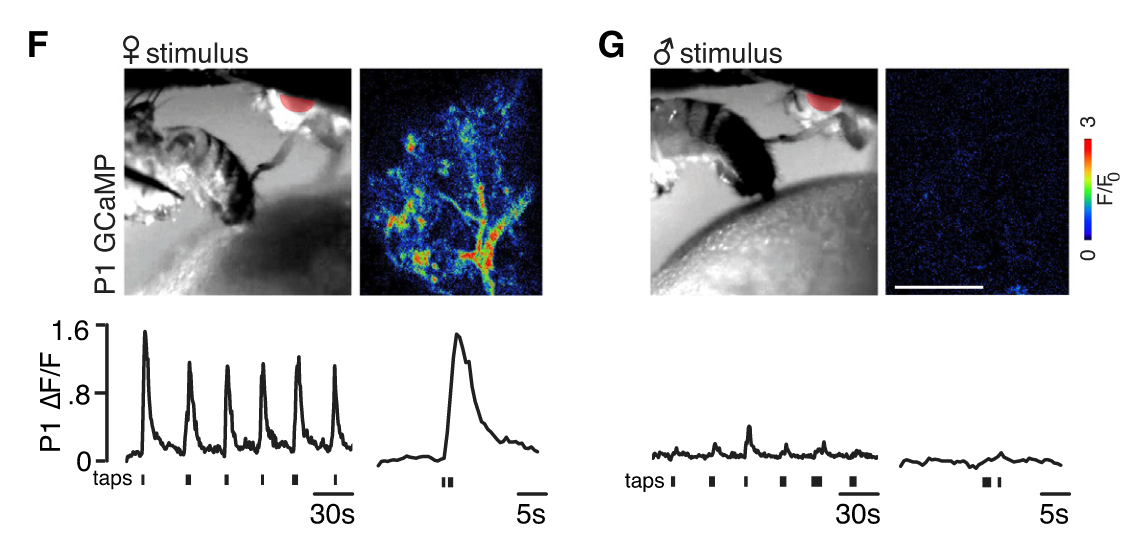 F
♀ stimulus
P1 GCaMP
P1 ΔF/F
1.6
.8
0
taps
30s
5s
G
♂ stimulus
3
F/F0
0
taps
30s
5s